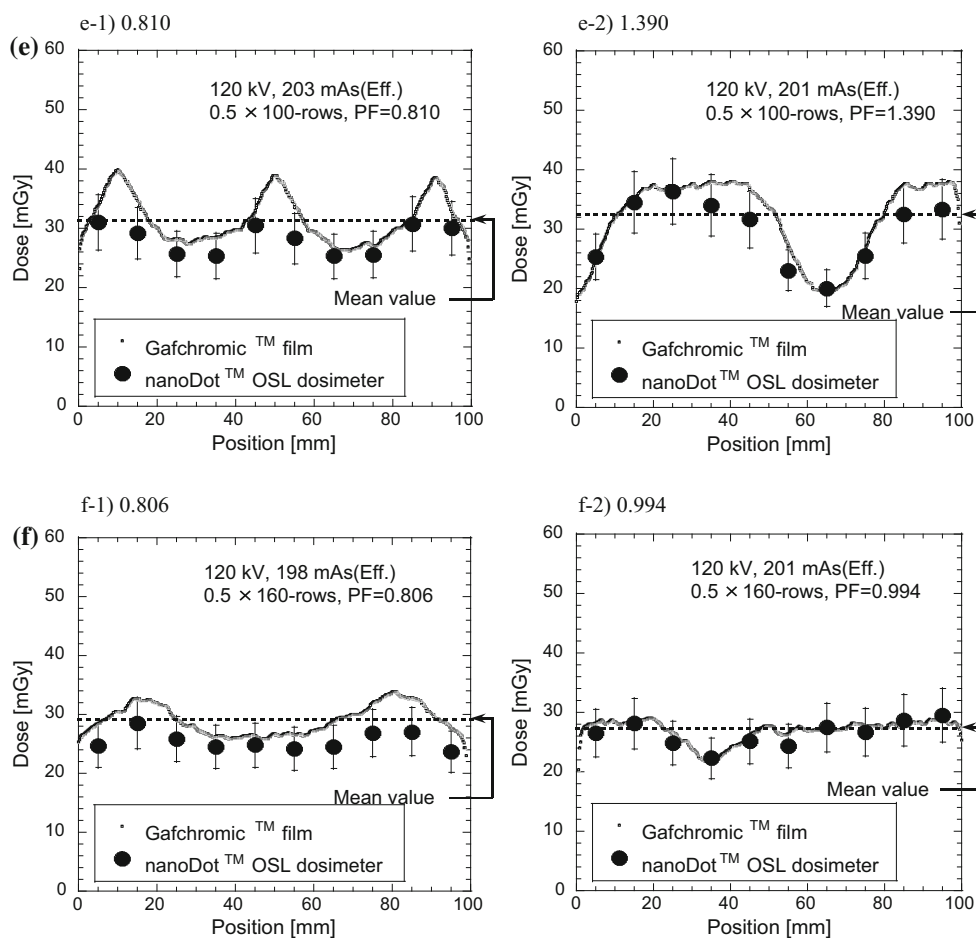 e-1) 0.810
(e)
60
50
40
30
20
10
0
Dose [mGy]
120 kV, 203 mAs(Eff.)
0.5 × 100-rows, PF=0.810
Mean value
Gafchromic TM film
nanoDot TM OSL dosimeter
0 20 40 60 80 100
Position [mm]
e-2) 1.390
60
50
40
30
20
10
0
Dose [mGy]
120 kV, 201 mAs(Eff.)
0.5 × 100-rows, PF=1.390
Mean value
Gafchromic TM film
nanoDot TM OSL dosimeter
0 20 40 60 80 100
Position [mm]
f-1) 0.806
(f)
60
50
40
30
20
10
0
Dose [mGy]
120 kV, 198 mAs(Eff.)
0.5 × 160-rows, PF=0.806
Mean value
Gafchromic TM film
nanoDot TM OSL dosimeter
0 20 40 60 80 100
Position [mm]
f-2) 0.994
60
50
40
30
20
10
0
Dose [mGy]
120 kV, 201 mAs(Eff.)
0.5 × 160-rows, PF=0.994
Mean value
Gafchromic TM film
nanoDot TM OSL dosimeter
0 20 40 60 80 100
Position [mm]